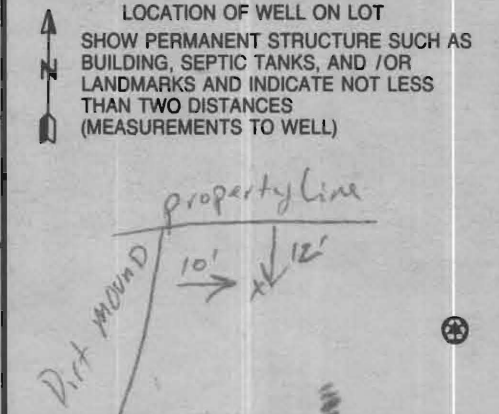 LOCATION OF WELL ON LOT
SHOW PERMANENT STRUCTURE SUCH AS
BUILDING, SEPTIC TANKS, AND /OR
LANDMARKS AND INDICATE NOT LESS
THAN TWO DISTANCES
(MEASUREMENTS TO WELL)
N
property line
Dirt MOUND
10'
12'
x